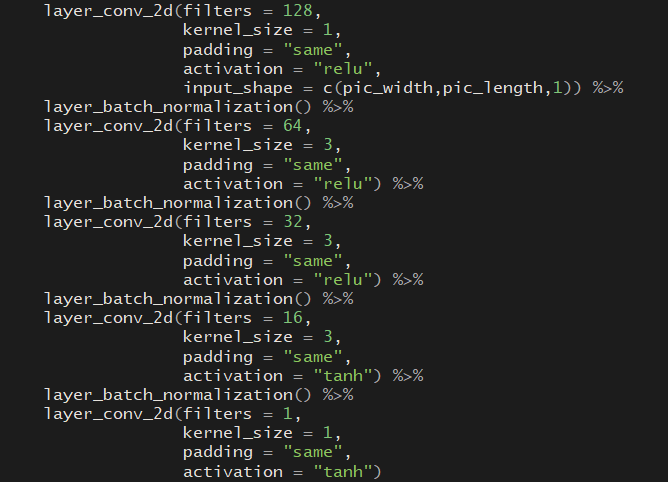 layer_conv_2d(filters = 128,
kernel_size = 1,
padding = "same",
activation = "relu",
input_shape = c(pic_width,pic_length,1)) %>%
layer_batch_normalization() %>%
layer_conv_2d(filters = 64,
kernel_size = 3,
padding = "same",
activation = "relu") %>%
layer_batch_normalization() %>%
layer_conv_2d(filters = 32,
kernel_size = 3,
padding = "same",
activation = "relu") %>%
layer_batch_normalization() %>%
layer_conv_2d(filters = 16,
kernel_size = 3,
padding = "same",
activation = "tanh") %>%
layer_batch_normalization() %>%
layer_conv_2d(filters = 1,
kernel_size = 1,
padding = "same",
activation = "tanh")